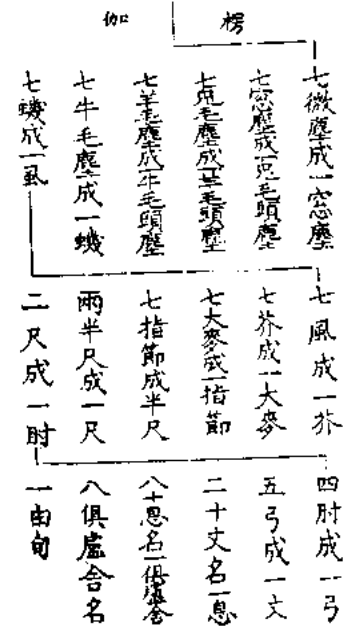 楞伽
七微塵成一窓塵
七窓塵成一兎毛頭塵
七兎毛塵成一羊毛頭塵
七羊毛塵成一牛毛頭塵
七牛毛塵成一蟣
七蟣成一虱
七風成一芥
七芥成一大麥
七大麥成一指節
七指節成半尺
兩半尺成一尺
二尺成一肘
四肘成一弓
五弓成一丈
二十丈名一息
八十息名一俱盧舍
八俱盧舍名
一由旬